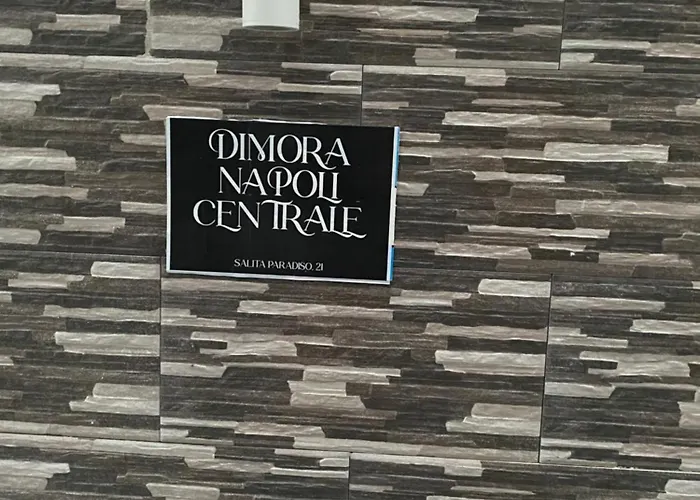 DIMORA
NAPOLI
CENTRALE
SALITA PARADISO, 21